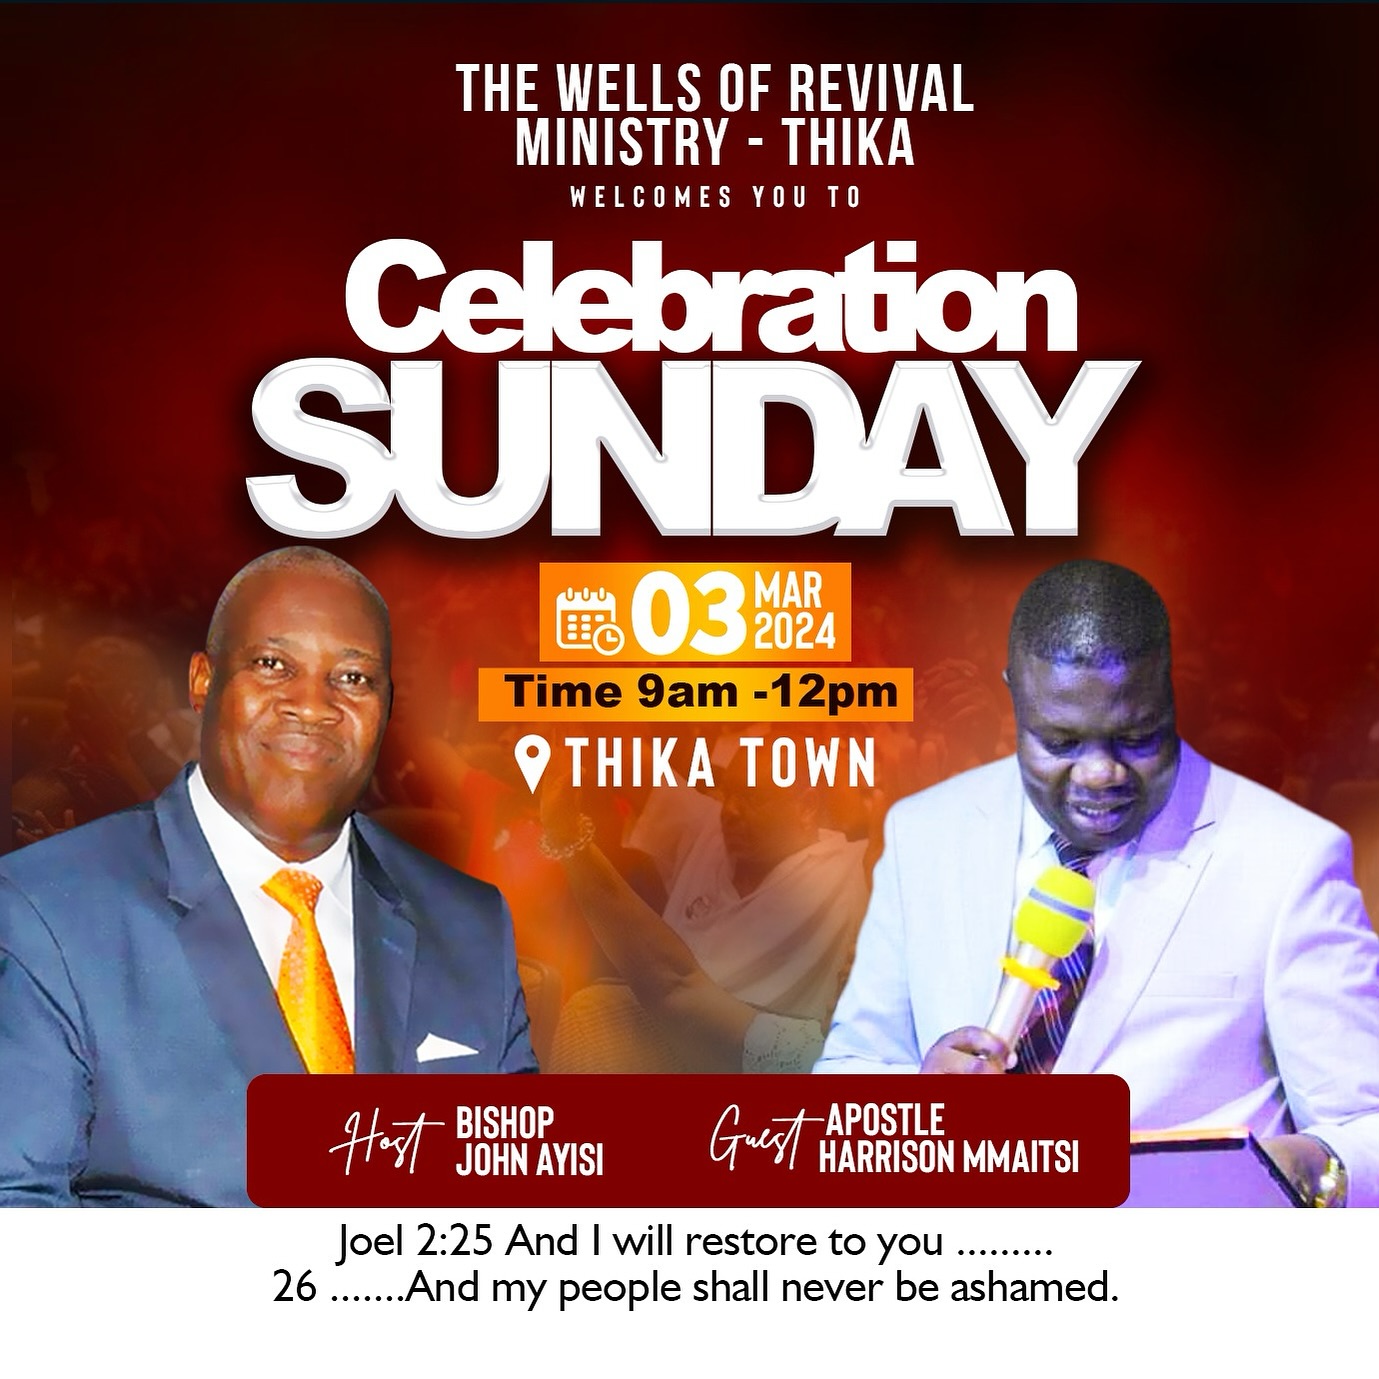 THE WELLS OF REVIVAL
MINISTRY - THIKA
WELCOMES YOU TO
Celebration
SUNDAY
03 MAR
2024
Time 9am -12pm
THIKA TOWN
Host BISHOP
JOHN AYISI
Guest APOSTLE
HARRISON MMAITSI
Joel 2:25 And I will restore to you .........
26 .......And my people shall never be ashamed.